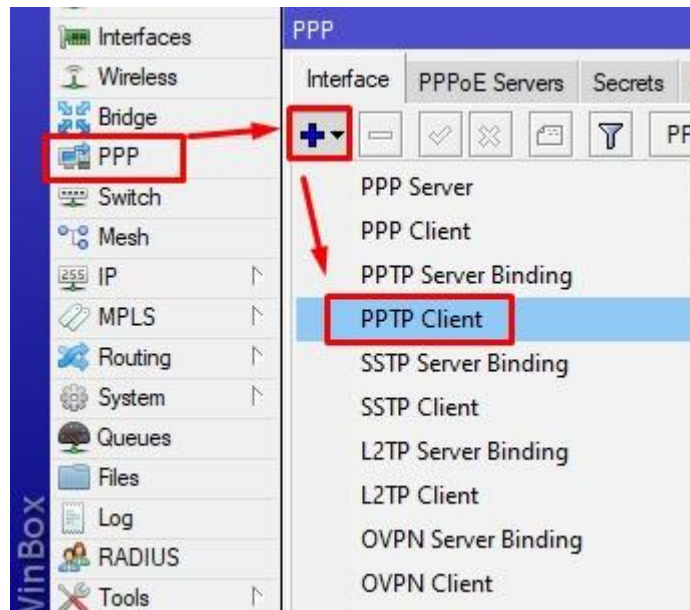 Interfaces
Wireless
Bridge
PPP
Switch
Mesh
255 IP
MPLS
Routing
System
Queues
Files
Log
RADIUS
Tools
WinBox
PPP
Interface PPPoE Servers Secrets
PPP Server
PPP Client
PPTP Server Binding
PPTP Client
SSTP Server Binding
SSTP Client
L2TP Server Binding
L2TP Client
OVPN Server Binding
OVPN Client